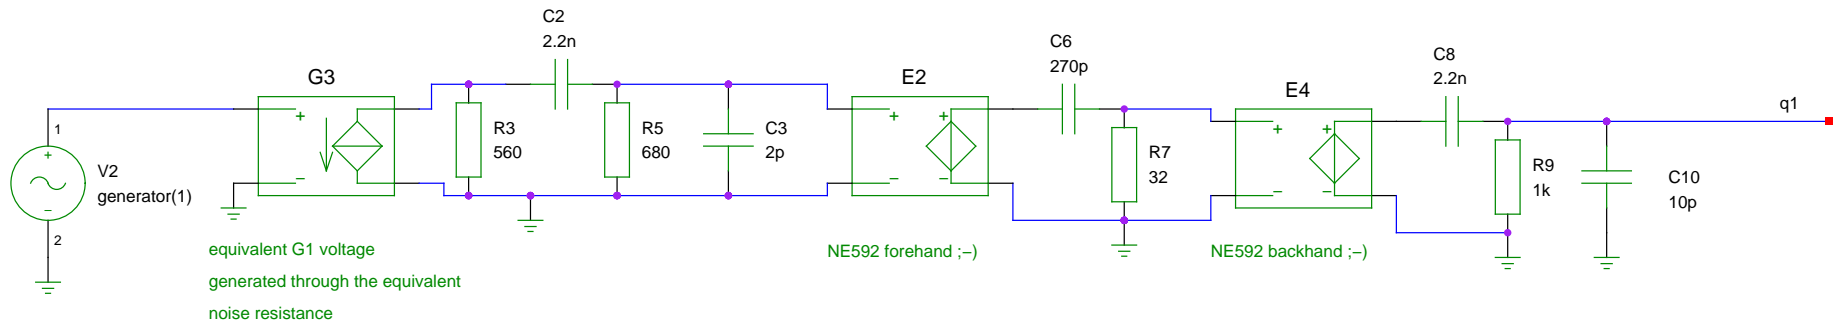 C2
2.2n
G3
+
−
R3
560
R5
680
C3
2p
1
+
−
2
V2
generator(1)
equivalent G1 voltage
generated through the equivalent
noise resistance
E2
+
−
+
−
NE592 forehand ;−)
C6
270p
R7
32
E4
+
−
+
−
NE592 backhand ;−)
C8
2.2n
R9
1k
C10
10p
q1